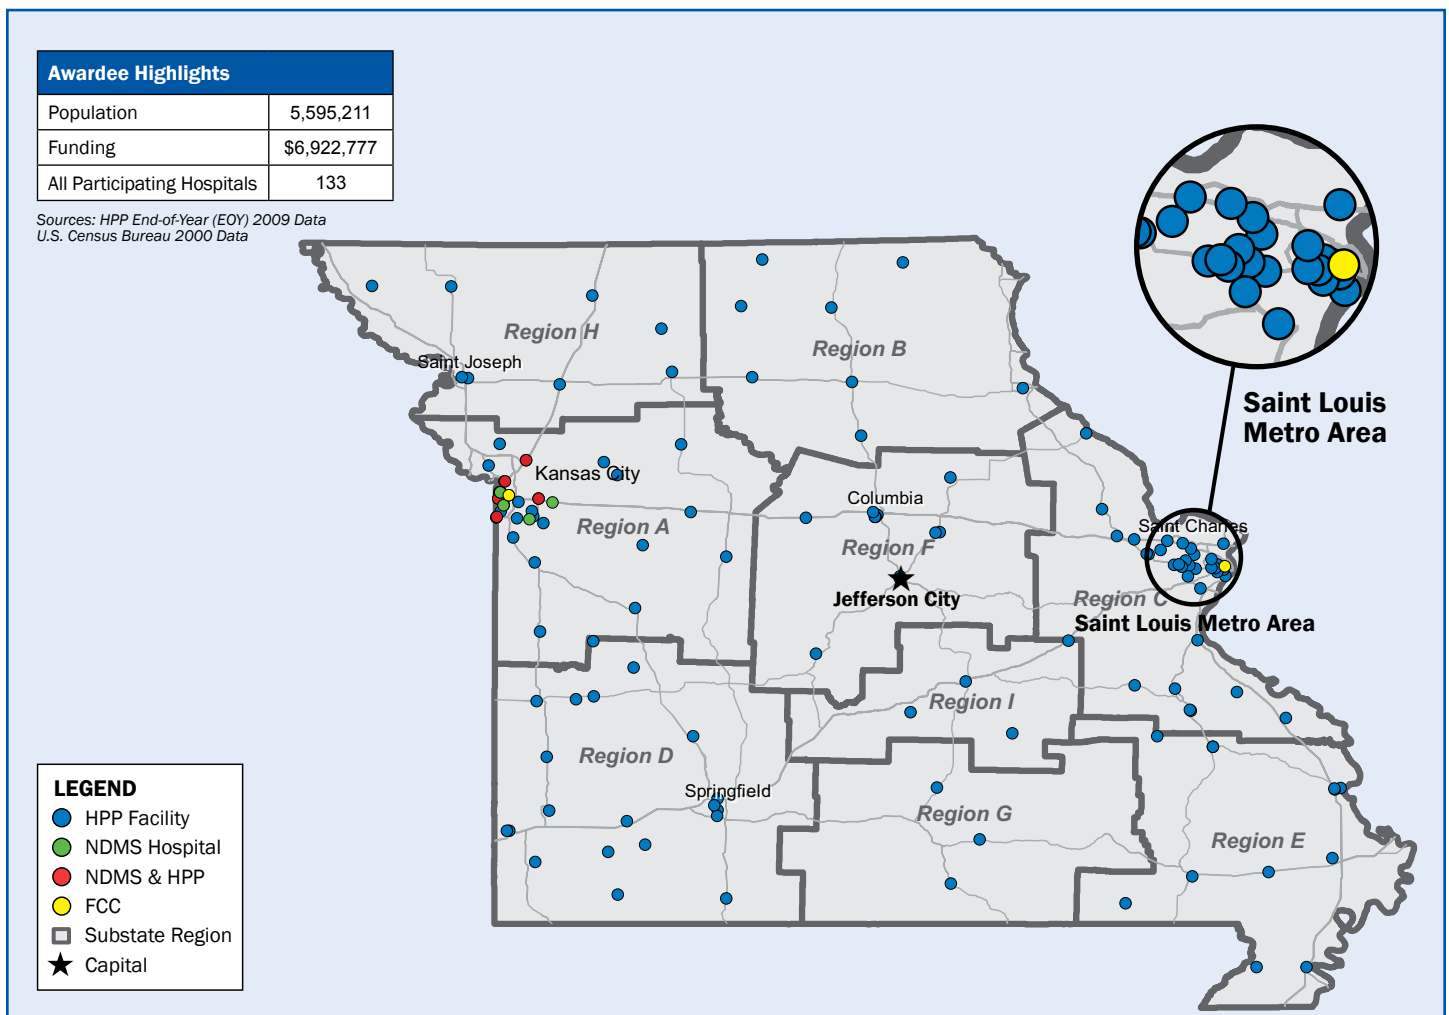 Awardee Highlights
Population 5,595,211
Funding $6,922,777
All Participating Hospitals 133
Sources: HPP End-of-Year (EOY) 2009 Data
U.S. Census Bureau 2000 Data
Saint Louis
Metro Area
Region H
Region B
Saint Joseph
Kansas City
Columbia
Region A
Saint Charles
Region F
Jefferson City
Region C
Saint Louis Metro Area
Region I
Region D
Springfield
Region G
Region E
LEGEND
HPP Facility
NDMS Hospital
NDMS & HPP
FCC
Substate Region
Capital